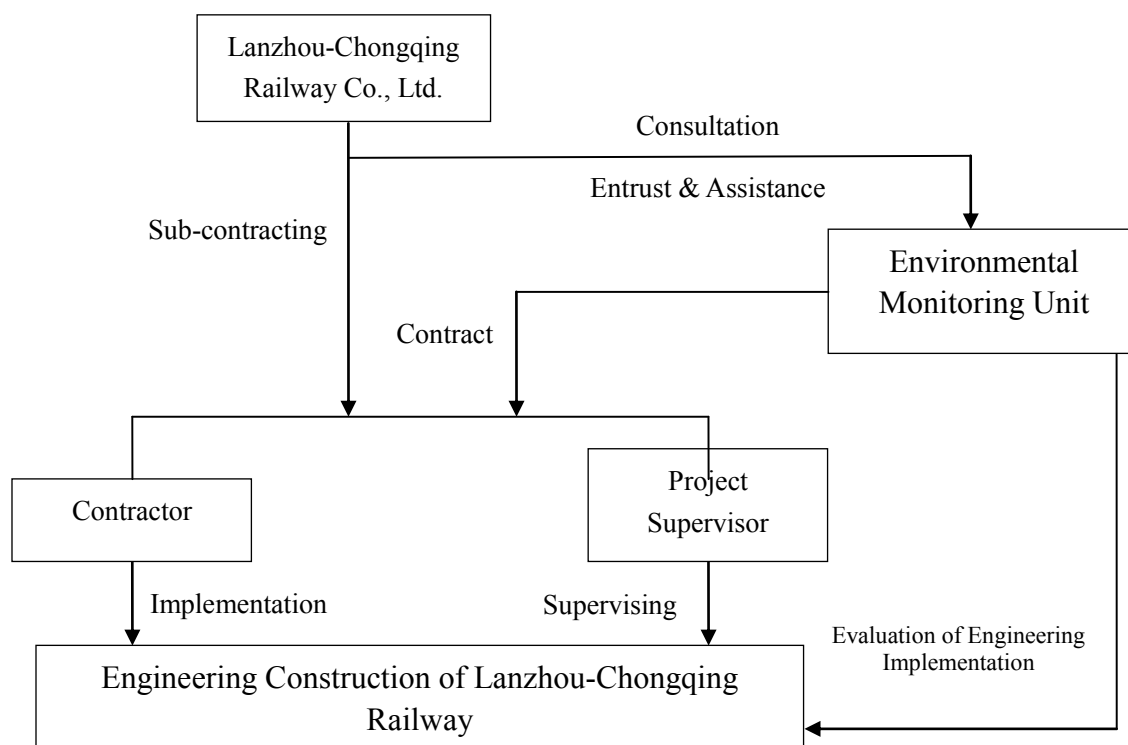 Lanzhou-Chongqing
Railway Co., Ltd.
Consultation
Entrust & Assistance
Sub-contracting
Environmental
Monitoring Unit
Contract
Contractor
Project
Supervisor
Implementation
Supervising
Evaluation of Engineering
Implementation
Engineering Construction of Lanzhou-Chongqing
Railway